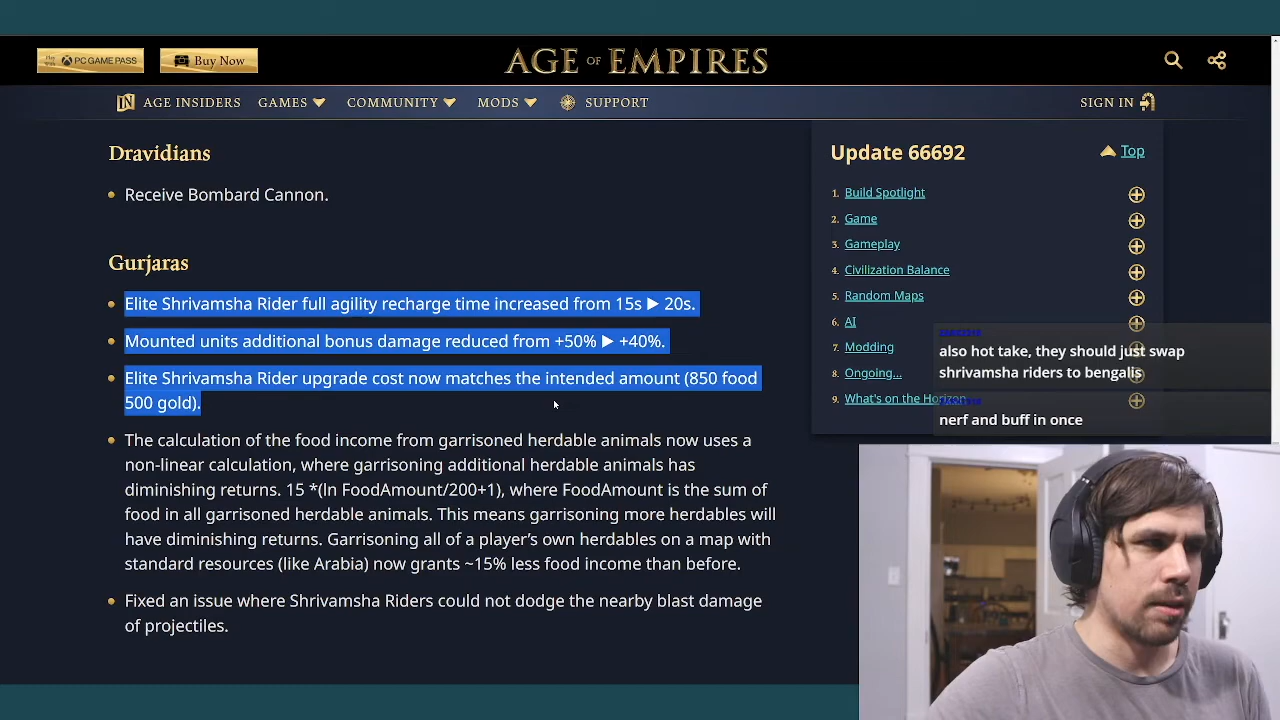 PC GAME PASS
Buy Now
AGE OF EMPIRES
AGE INSIDERS
GAMES
COMMUNITY
MODS
SUPPORT
SIGN IN
Dravidians
Receive Bombard Cannon.
Gurjaras
Elite Shrivamsha Rider full agility recharge time increased from 15s ▶ 20s.
Mounted units additional bonus damage reduced from +50% ▶ +40%.
Elite Shrivamsha Rider upgrade cost now matches the intended amount (850 food
500 gold).
The calculation of the food income from garrisoned herdable animals now uses a
non-linear calculation, where garrisoning additional herdable animals has
diminishing returns. 15 *(ln FoodAmount/200+1), where FoodAmount is the sum of
food in all garrisoned herdable animals. This means garrisoning more herdables will
have diminishing returns. Garrisoning all of a player’s own herdables on a map with
standard resources (like Arabia) now grants ~15% less food income than before.
Fixed an issue where Shrivamsha Riders could not dodge the nearby blast damage
of projectiles.
Update 66692
Top
1. Build Spotlight
2. Game
3. Gameplay
4. Civilization Balance
5. Random Maps
6. AI
7. Modding
8. Ongoing...
9. What's on the Horizon
also hot take, they should just swap
shrivamsha riders to bengalis
nerf and buff in once